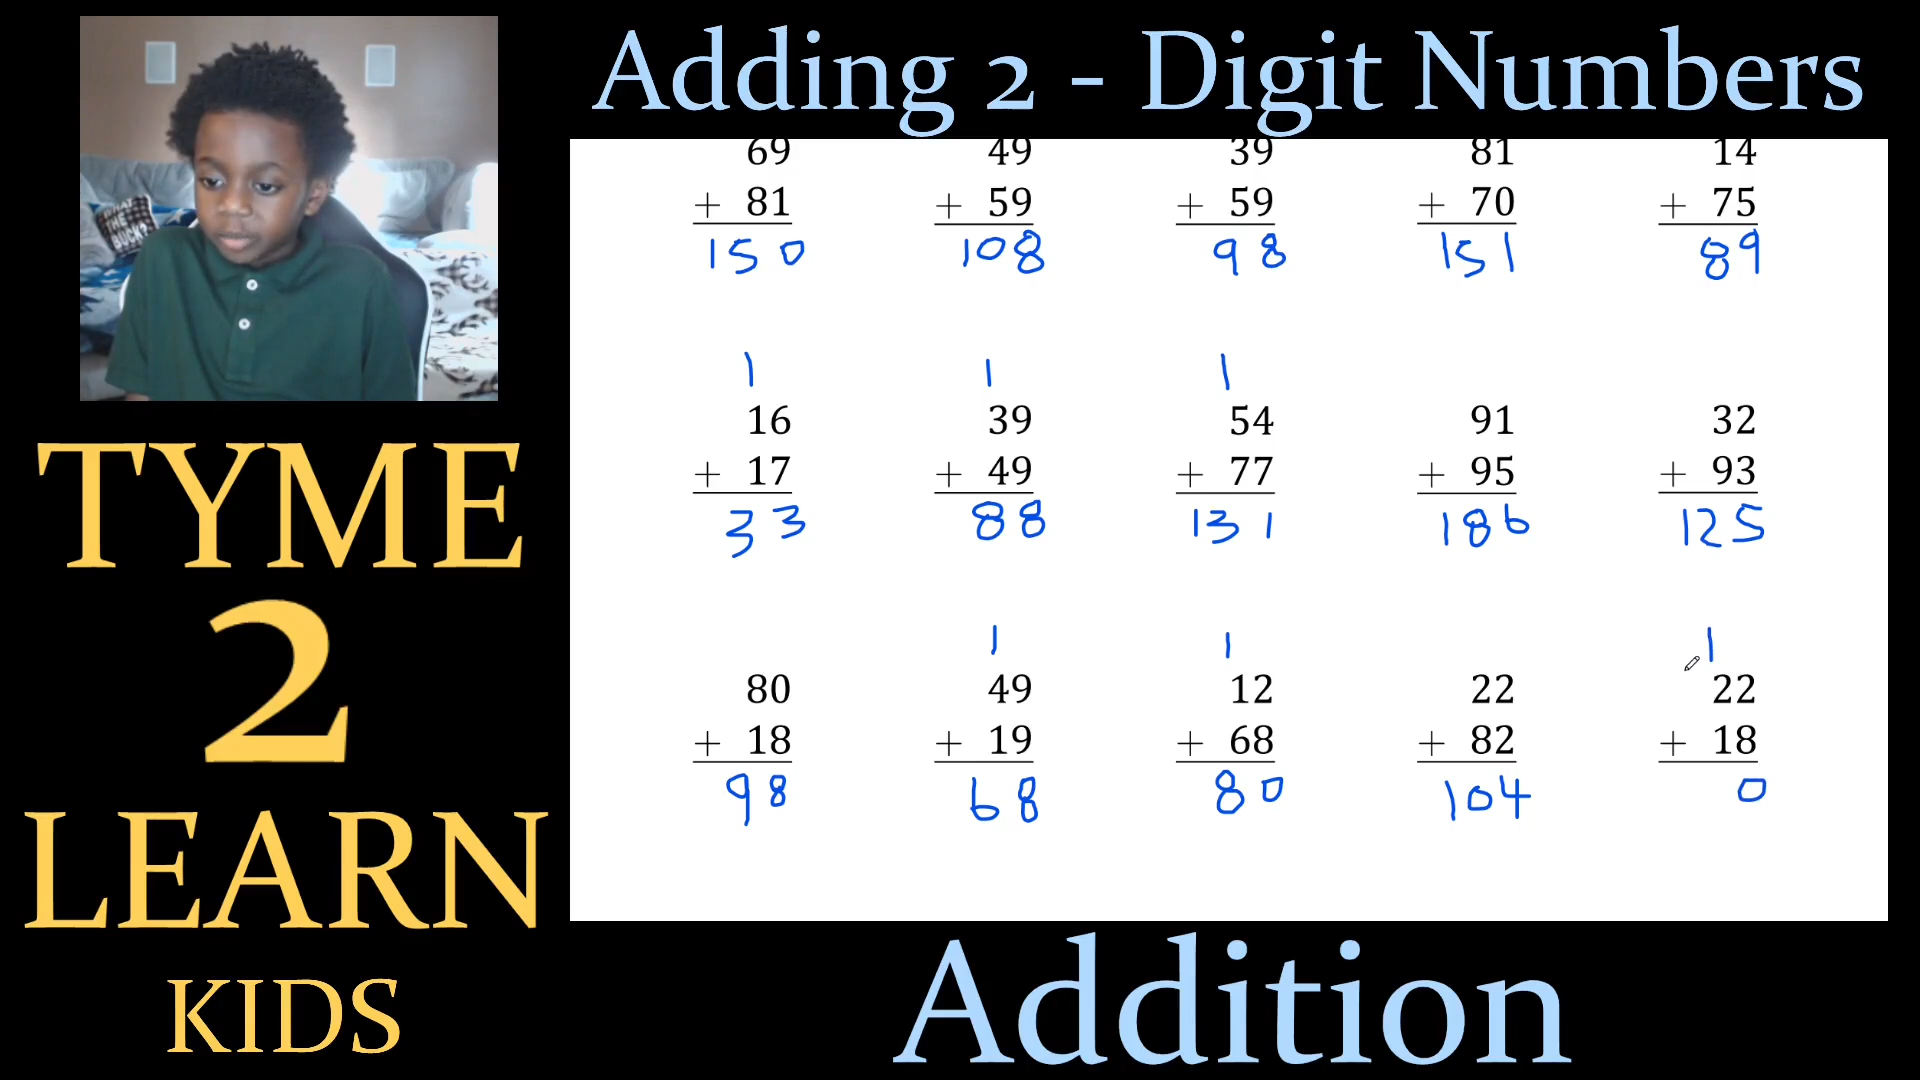 Adding 2 - Digit Numbers
69 49 39 81 14
+ 81 + 59 + 59 + 70 + 75
150 108 98 151 89
1 1 1
16 39 54 91 32
+ 17 + 49 + 77 + 95 + 93
33 88 131 186 125
1 1 1
80 49 12 22 22
+ 18 + 19 + 68 + 82 + 18
98 68 80 104 0
WHAT
THE
BUCK?
TYME
2
LEARN
KIDS
Addition